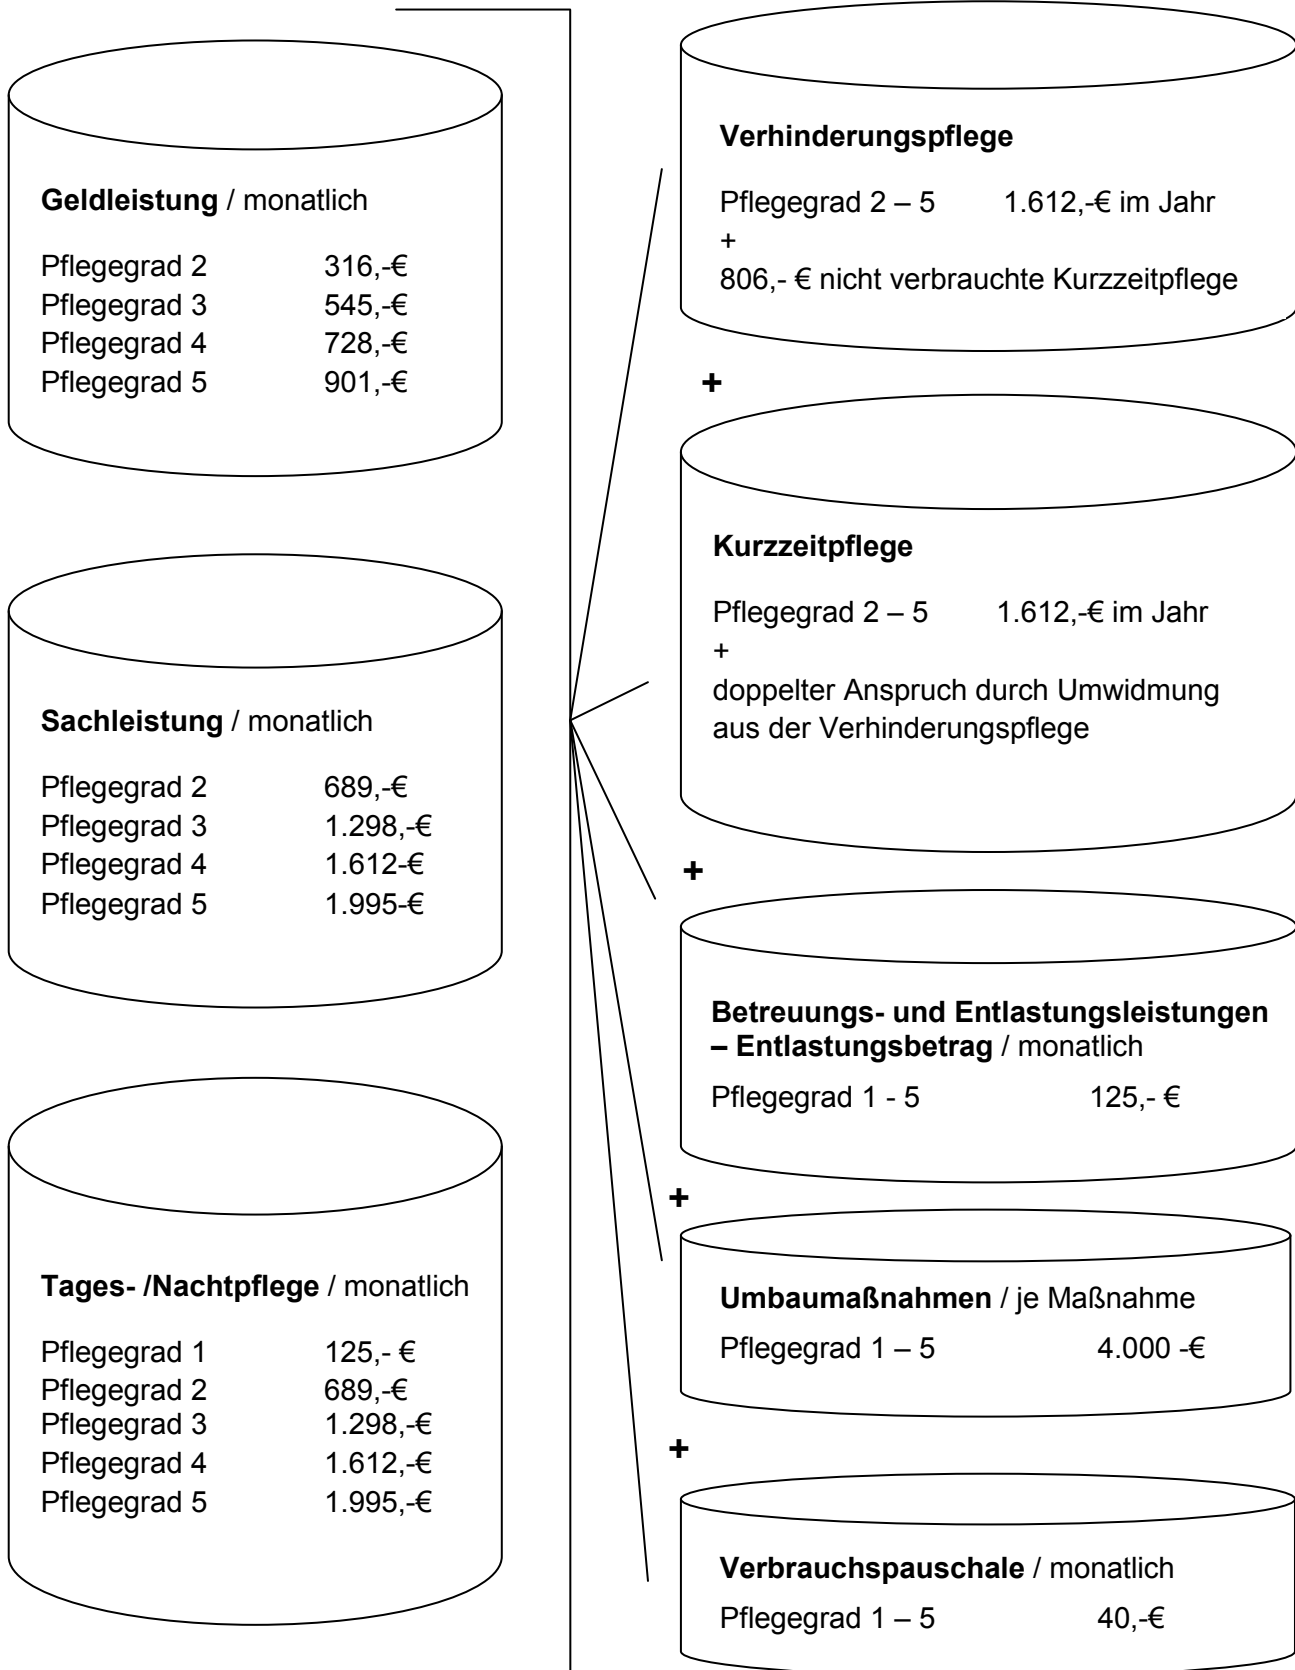 Geldleistung / monatlich
Pflegegrad 2 316,-€
Pflegegrad 3 545,-€
Pflegegrad 4 728,-€
Pflegegrad 5 901,-€
Sachleistung / monatlich
Pflegegrad 2 689,-€
Pflegegrad 3 1.298,-€
Pflegegrad 4 1.612-€
Pflegegrad 5 1.995-€
Tages- /Nachtpflege / monatlich
Pflegegrad 1 125,- €
Pflegegrad 2 689,-€
Pflegegrad 3 1.298,-€
Pflegegrad 4 1.612,-€
Pflegegrad 5 1.995,-€
Verhinderungspflege
Pflegegrad 2 – 5 1.612,-€ im Jahr
+
806,- € nicht verbrauchte Kurzzeitpflege
+
Kurzzeitpflege
Pflegegrad 2 – 5 1.612,-€ im Jahr
+
doppelter Anspruch durch Umwidmung
aus der Verhinderungspflege
+
Betreuungs- und Entlastungsleistungen
– Entlastungsbetrag / monatlich
Pflegegrad 1 - 5 125,- €
+
Umbaumaßnahmen / je Maßnahme
Pflegegrad 1 – 5 4.000 -€
+
Verbrauchspauschale / monatlich
Pflegegrad 1 – 5 40,-€